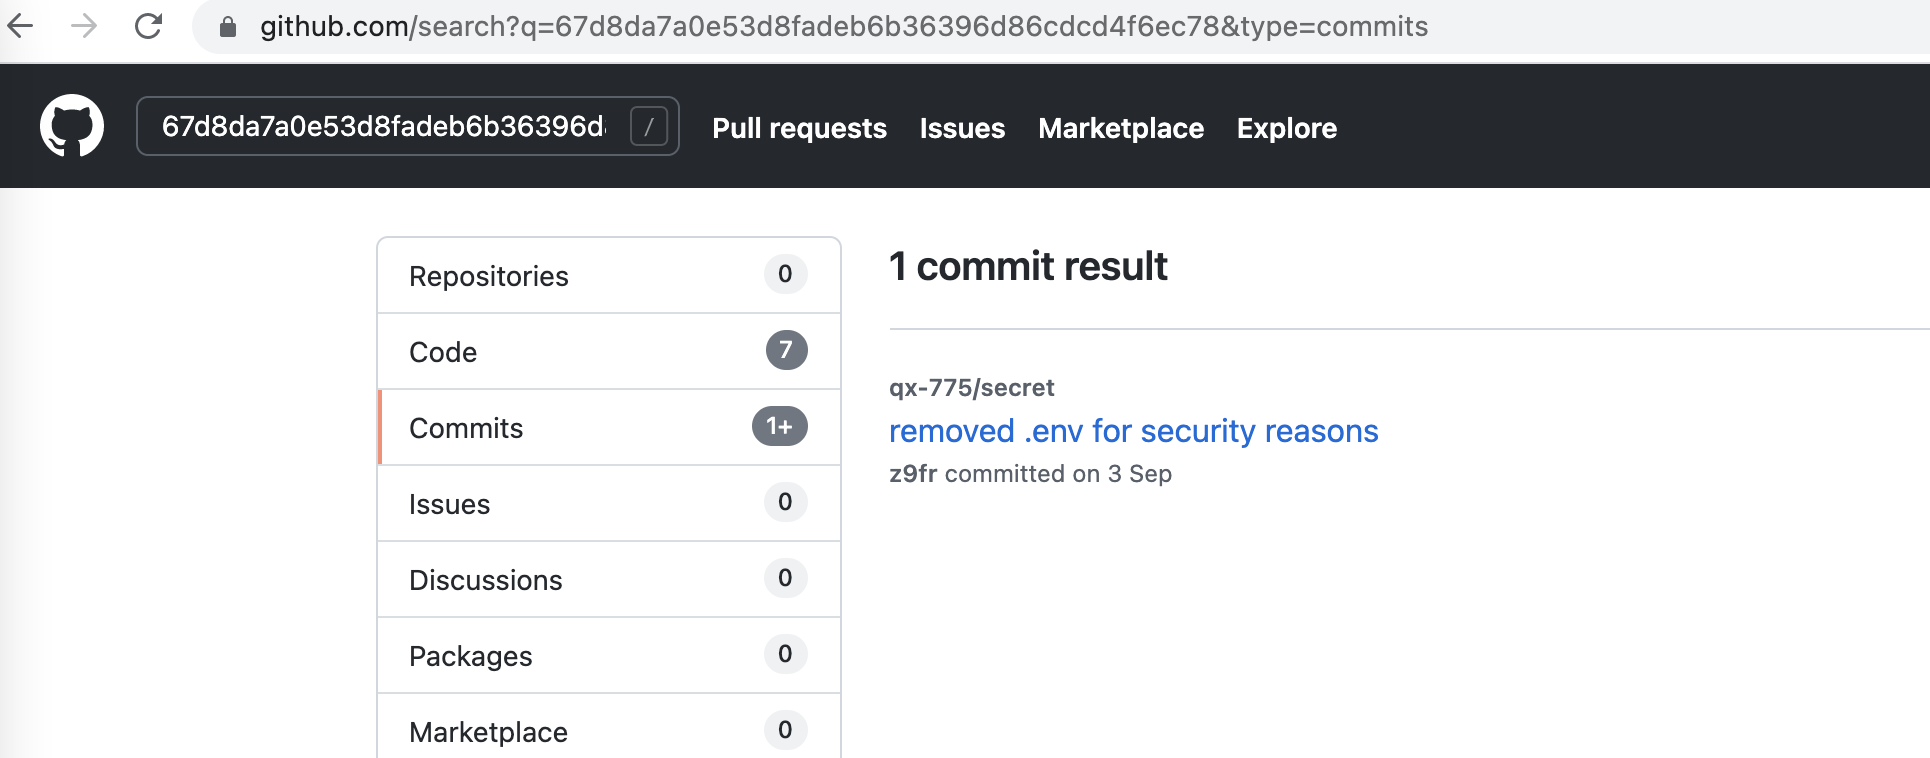 github.com/search?q=67d8da7a0e53d8fadeb6b36396d86cdcd4f6ec78&type=commits
67d8da7a0e53d8fadeb6b36396d8 / Pull requests Issues Marketplace Explore
Repositories 0
Code 7
Commits 1+
Issues 0
Discussions 0
Packages 0
Marketplace 0
1 commit result
qx-775/secret
removed .env for security reasons
z9fr committed on 3 Sep